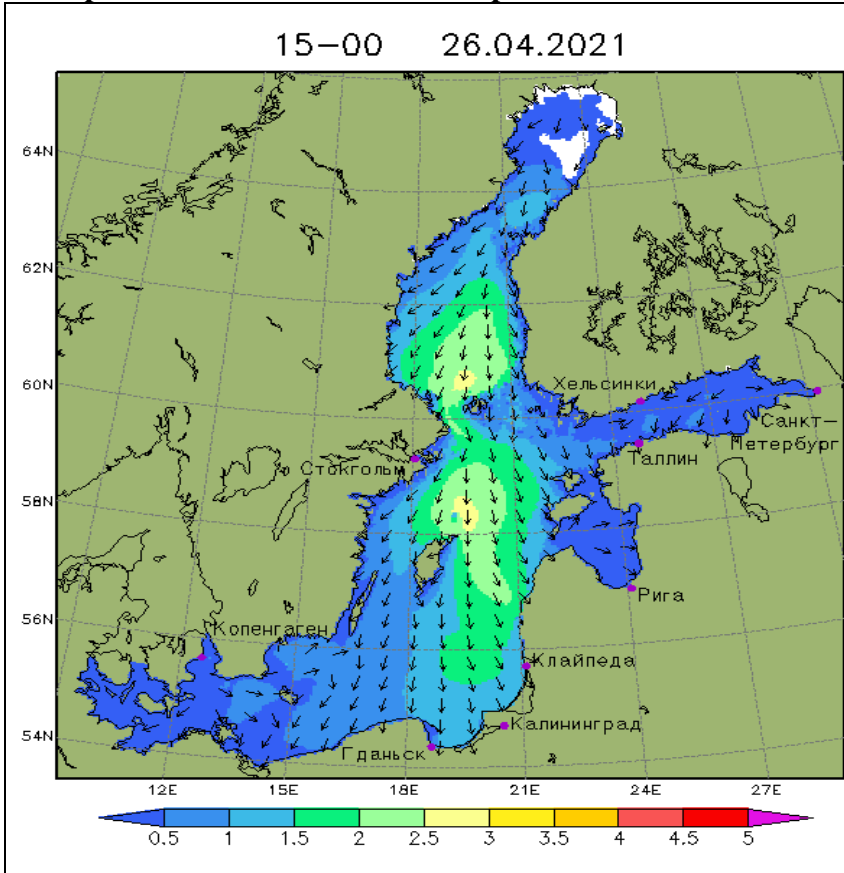 15-00 26.04.2021
64N
62N
60N
58N
56N
54N
Хельсинки
Санкт-
Петербург
Таллин
Стокгольм
Рига
Копенгаген
Клайпеда
Калининград
Гданьск
12E 15E 18E 21E 24E 27E
0.5 1 1.5 2 2.5 3 3.5 4 4.5 5